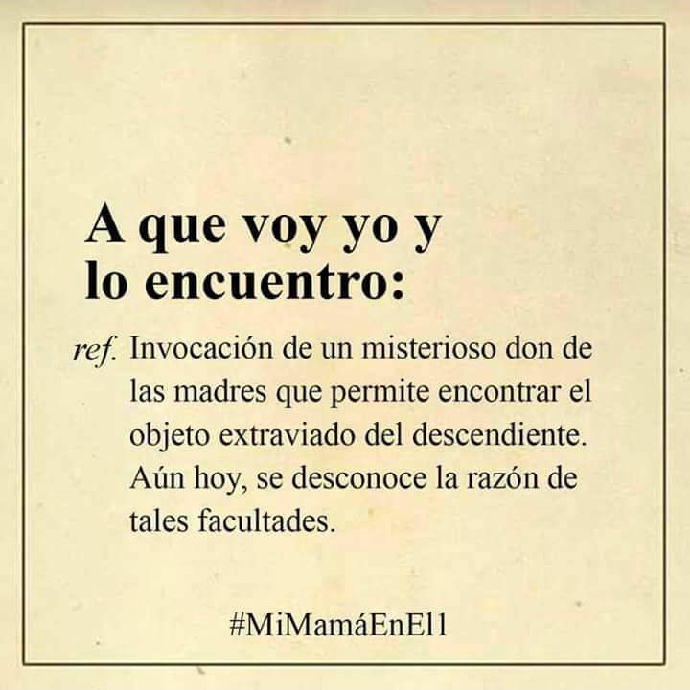 A que voy yo y
lo encuentro:
ref. Invocación de un misterioso don de
las madres que permite encontrar el
objeto extraviado del descendiente.
Aún hoy, se desconoce la razón de
tales facultades.
#MiMamáEnEl1